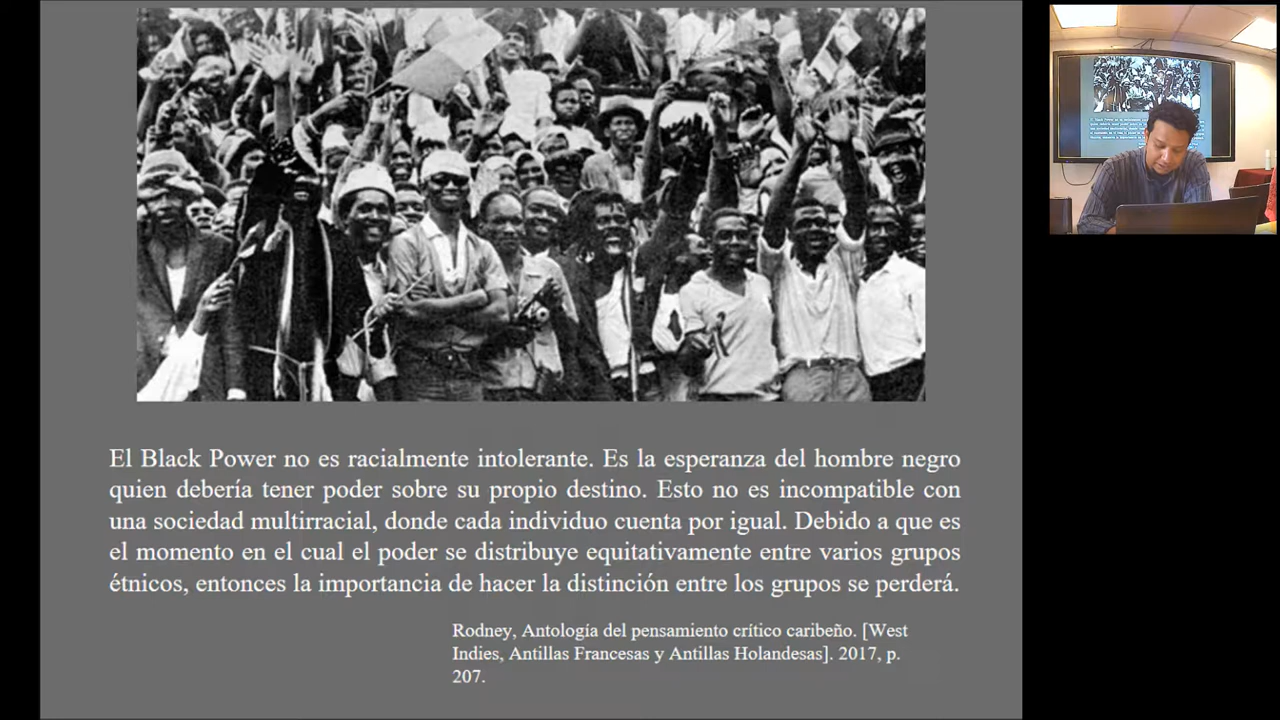 El Black Power no es racialmente intolerante. Es la esperanza del hombre negro
quien debería tener poder sobre su propio destino. Esto no es incompatible con
una sociedad multirracial, donde cada individuo cuenta por igual. Debido a que es
el momento en el cual el poder se distribuye equitativamente entre varios grupos
étnicos, entonces la importancia de hacer la distinción entre los grupos se perderá.
Rodney, Antología del pensamiento crítico caribeño. [West
Indies, Antillas Francesas y Antillas Holandesas]. 2017, p.
207.